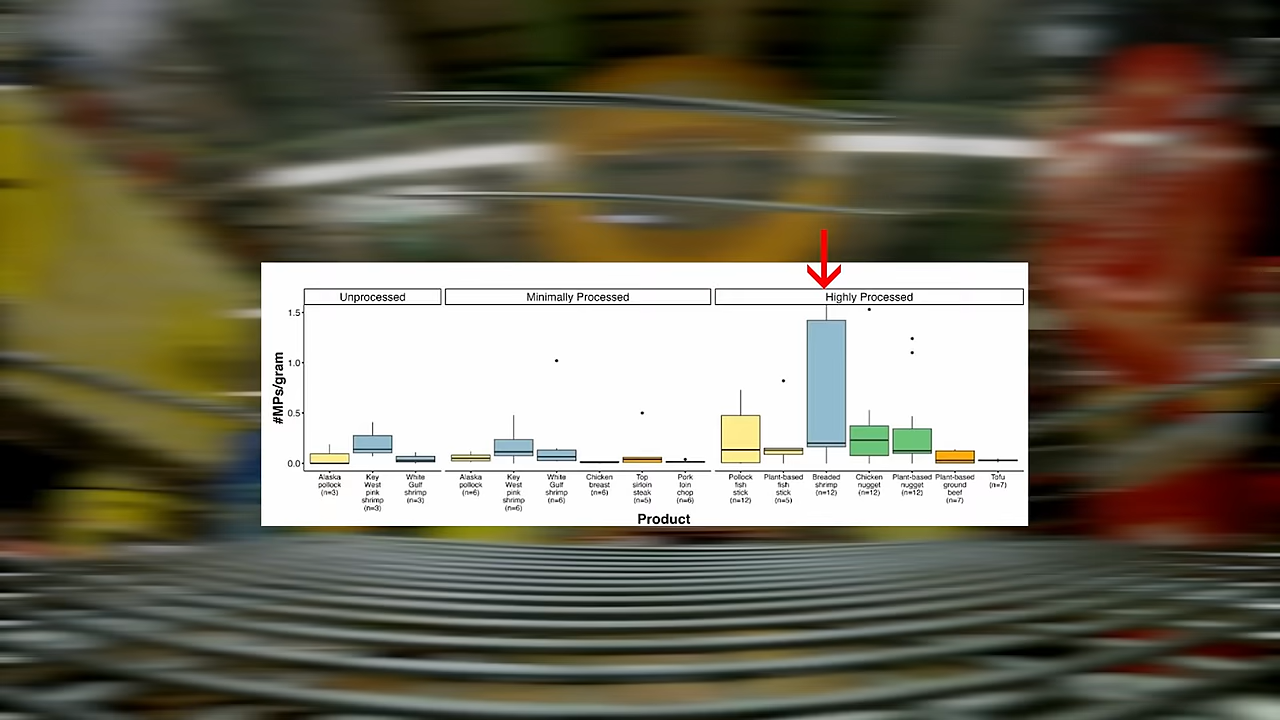 Unprocessed
Minimally Processed
Highly Processed
#MPs/gram
1.5
1.0
0.5
0.0
Alaska
pollock
(n=3)
Key
West
pink
shrimp
(n=3)
White
Gulf
shrimp
(n=3)
Alaska
pollock
(n=6)
Key
West
pink
shrimp
(n=6)
White
Gulf
shrimp
(n=6)
Chicken
breast
(n=6)
Top
sirloin
steak
(n=5)
Pork
loin
chop
(n=6)
Pollock
fish
stick
(n=12)
Plant-based
fish
stick
(n=5)
Breaded
shrimp
(n=12)
Chicken
nugget
(n=12)
Plant-based
nugget
(n=12)
Plant-based
ground
beef
(n=7)
Tofu
(n=7)
Product